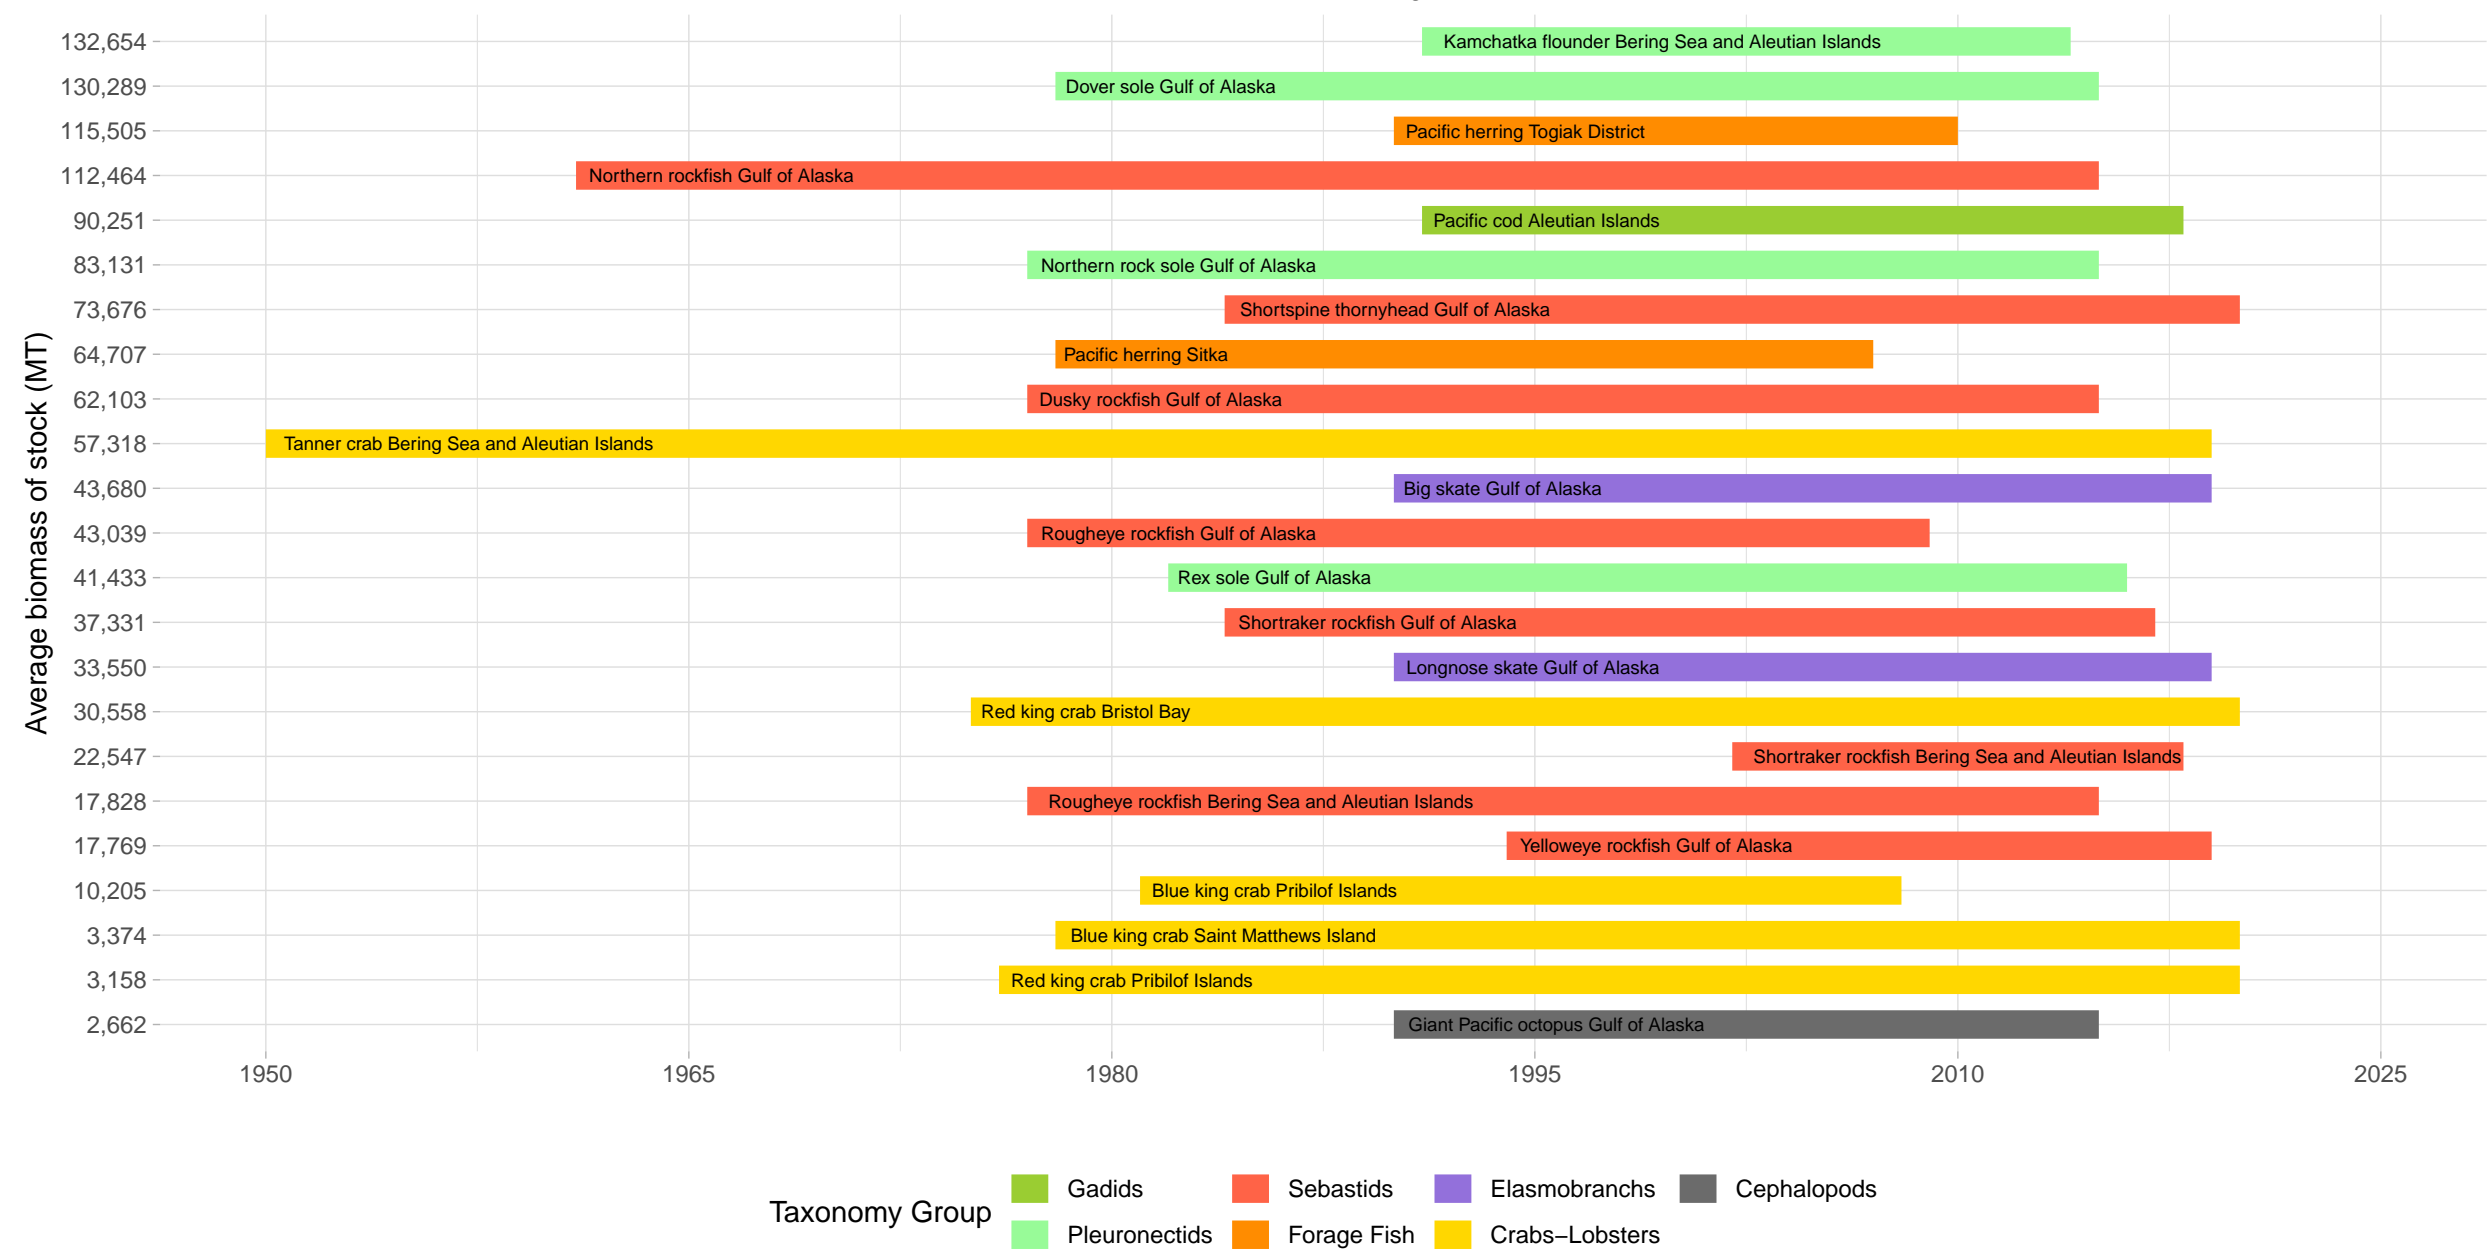 132,654 Kamchatka flounder Bering Sea and Aleutian Islands
130,289 Dover sole Gulf of Alaska
115,505 Pacific herring Togiak District
112,464 Northern rockfish Gulf of Alaska
90,251 Pacific cod Aleutian Islands
83,131 Northern rock sole Gulf of Alaska
73,676 Shortspine thornyhead Gulf of Alaska
64,707 Pacific herring Sitka
62,103 Dusky rockfish Gulf of Alaska
57,318 Tanner crab Bering Sea and Aleutian Islands
43,680 Big skate Gulf of Alaska
43,039 Rougheye rockfish Gulf of Alaska
41,433 Rex sole Gulf of Alaska
37,331 Shortraker rockfish Gulf of Alaska
33,550 Longnose skate Gulf of Alaska
30,558 Red king crab Bristol Bay
22,547 Shortraker rockfish Bering Sea and Aleutian Islands
17,828 Rougheye rockfish Bering Sea and Aleutian Islands
17,769 Yelloweye rockfish Gulf of Alaska
10,205 Blue king crab Pribilof Islands
3,374 Blue king crab Saint Matthews Island
3,158 Red king crab Pribilof Islands
2,662 Giant Pacific octopus Gulf of Alaska
Average biomass of stock (MT)
1950 1965 1980 1995 2010 2025
Taxonomy Group
Gadids Sebastids Elasmobranchs Cephalopods
Pleuronectids Forage Fish Crabs−Lobsters